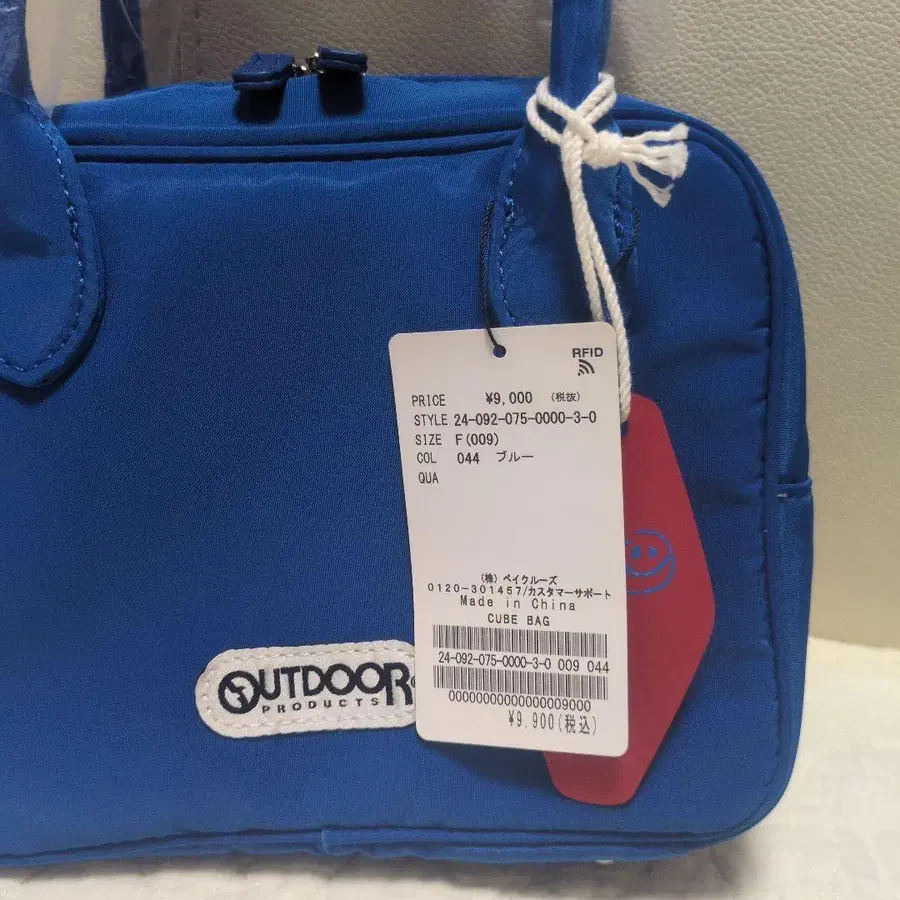 RFID
PRICE ¥9,000 (税抜)
STYLE 24-092-075-0000-3-0
SIZE F(009)
COL 044 ブルー
QUA
(株)ベイクルーズ
0120-301457/カスタマーサポート
Made in China
CUBE BAG
24-092-075-0000-3-0 009 044
00000000000000009000
¥9,900(税込)
OUTDOOR
PRODUCTS